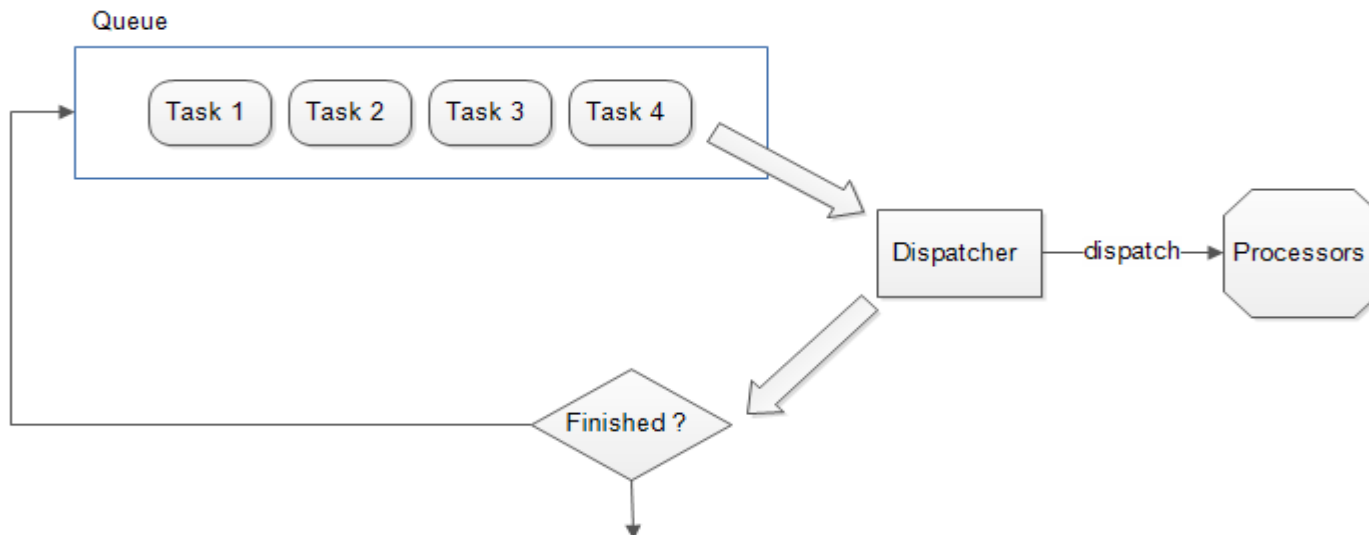 Queue
Task 1
Task 2
Task 3
Task 4
Dispatcher
dispatch
Processors
Finished ?